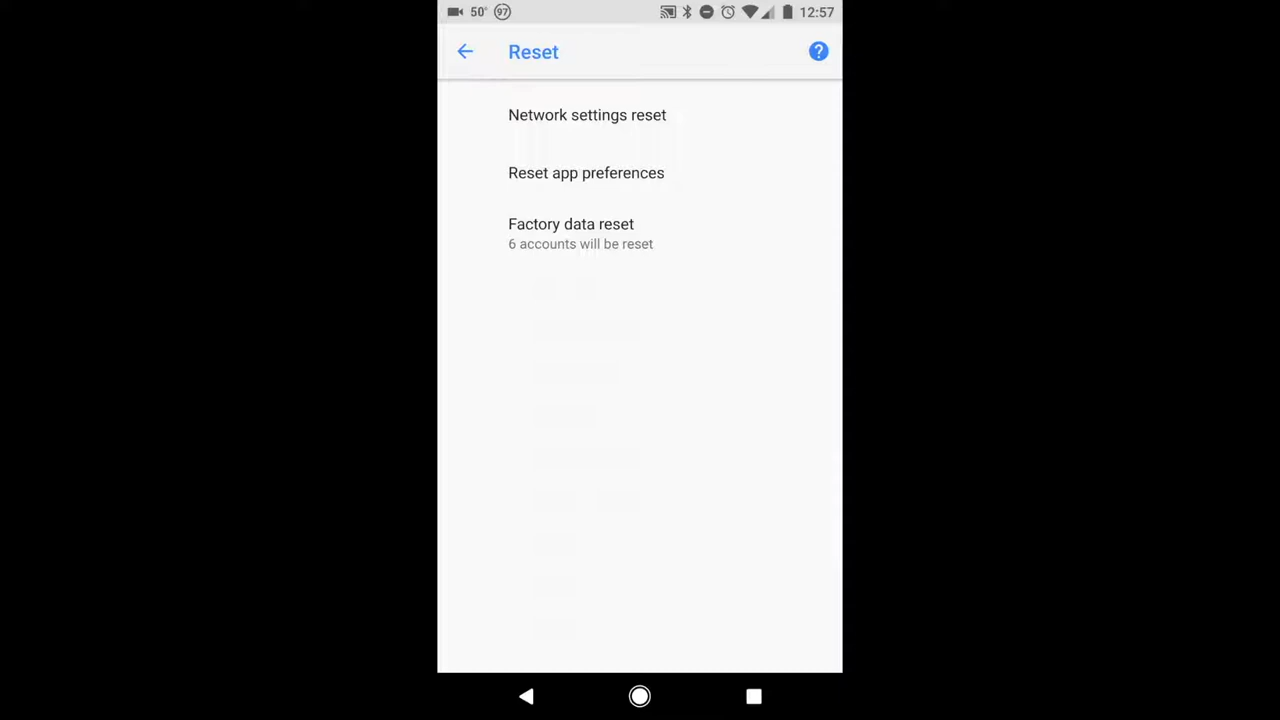 50° 97 12:57
Reset
Network settings reset
Reset app preferences
Factory data reset
6 accounts will be reset